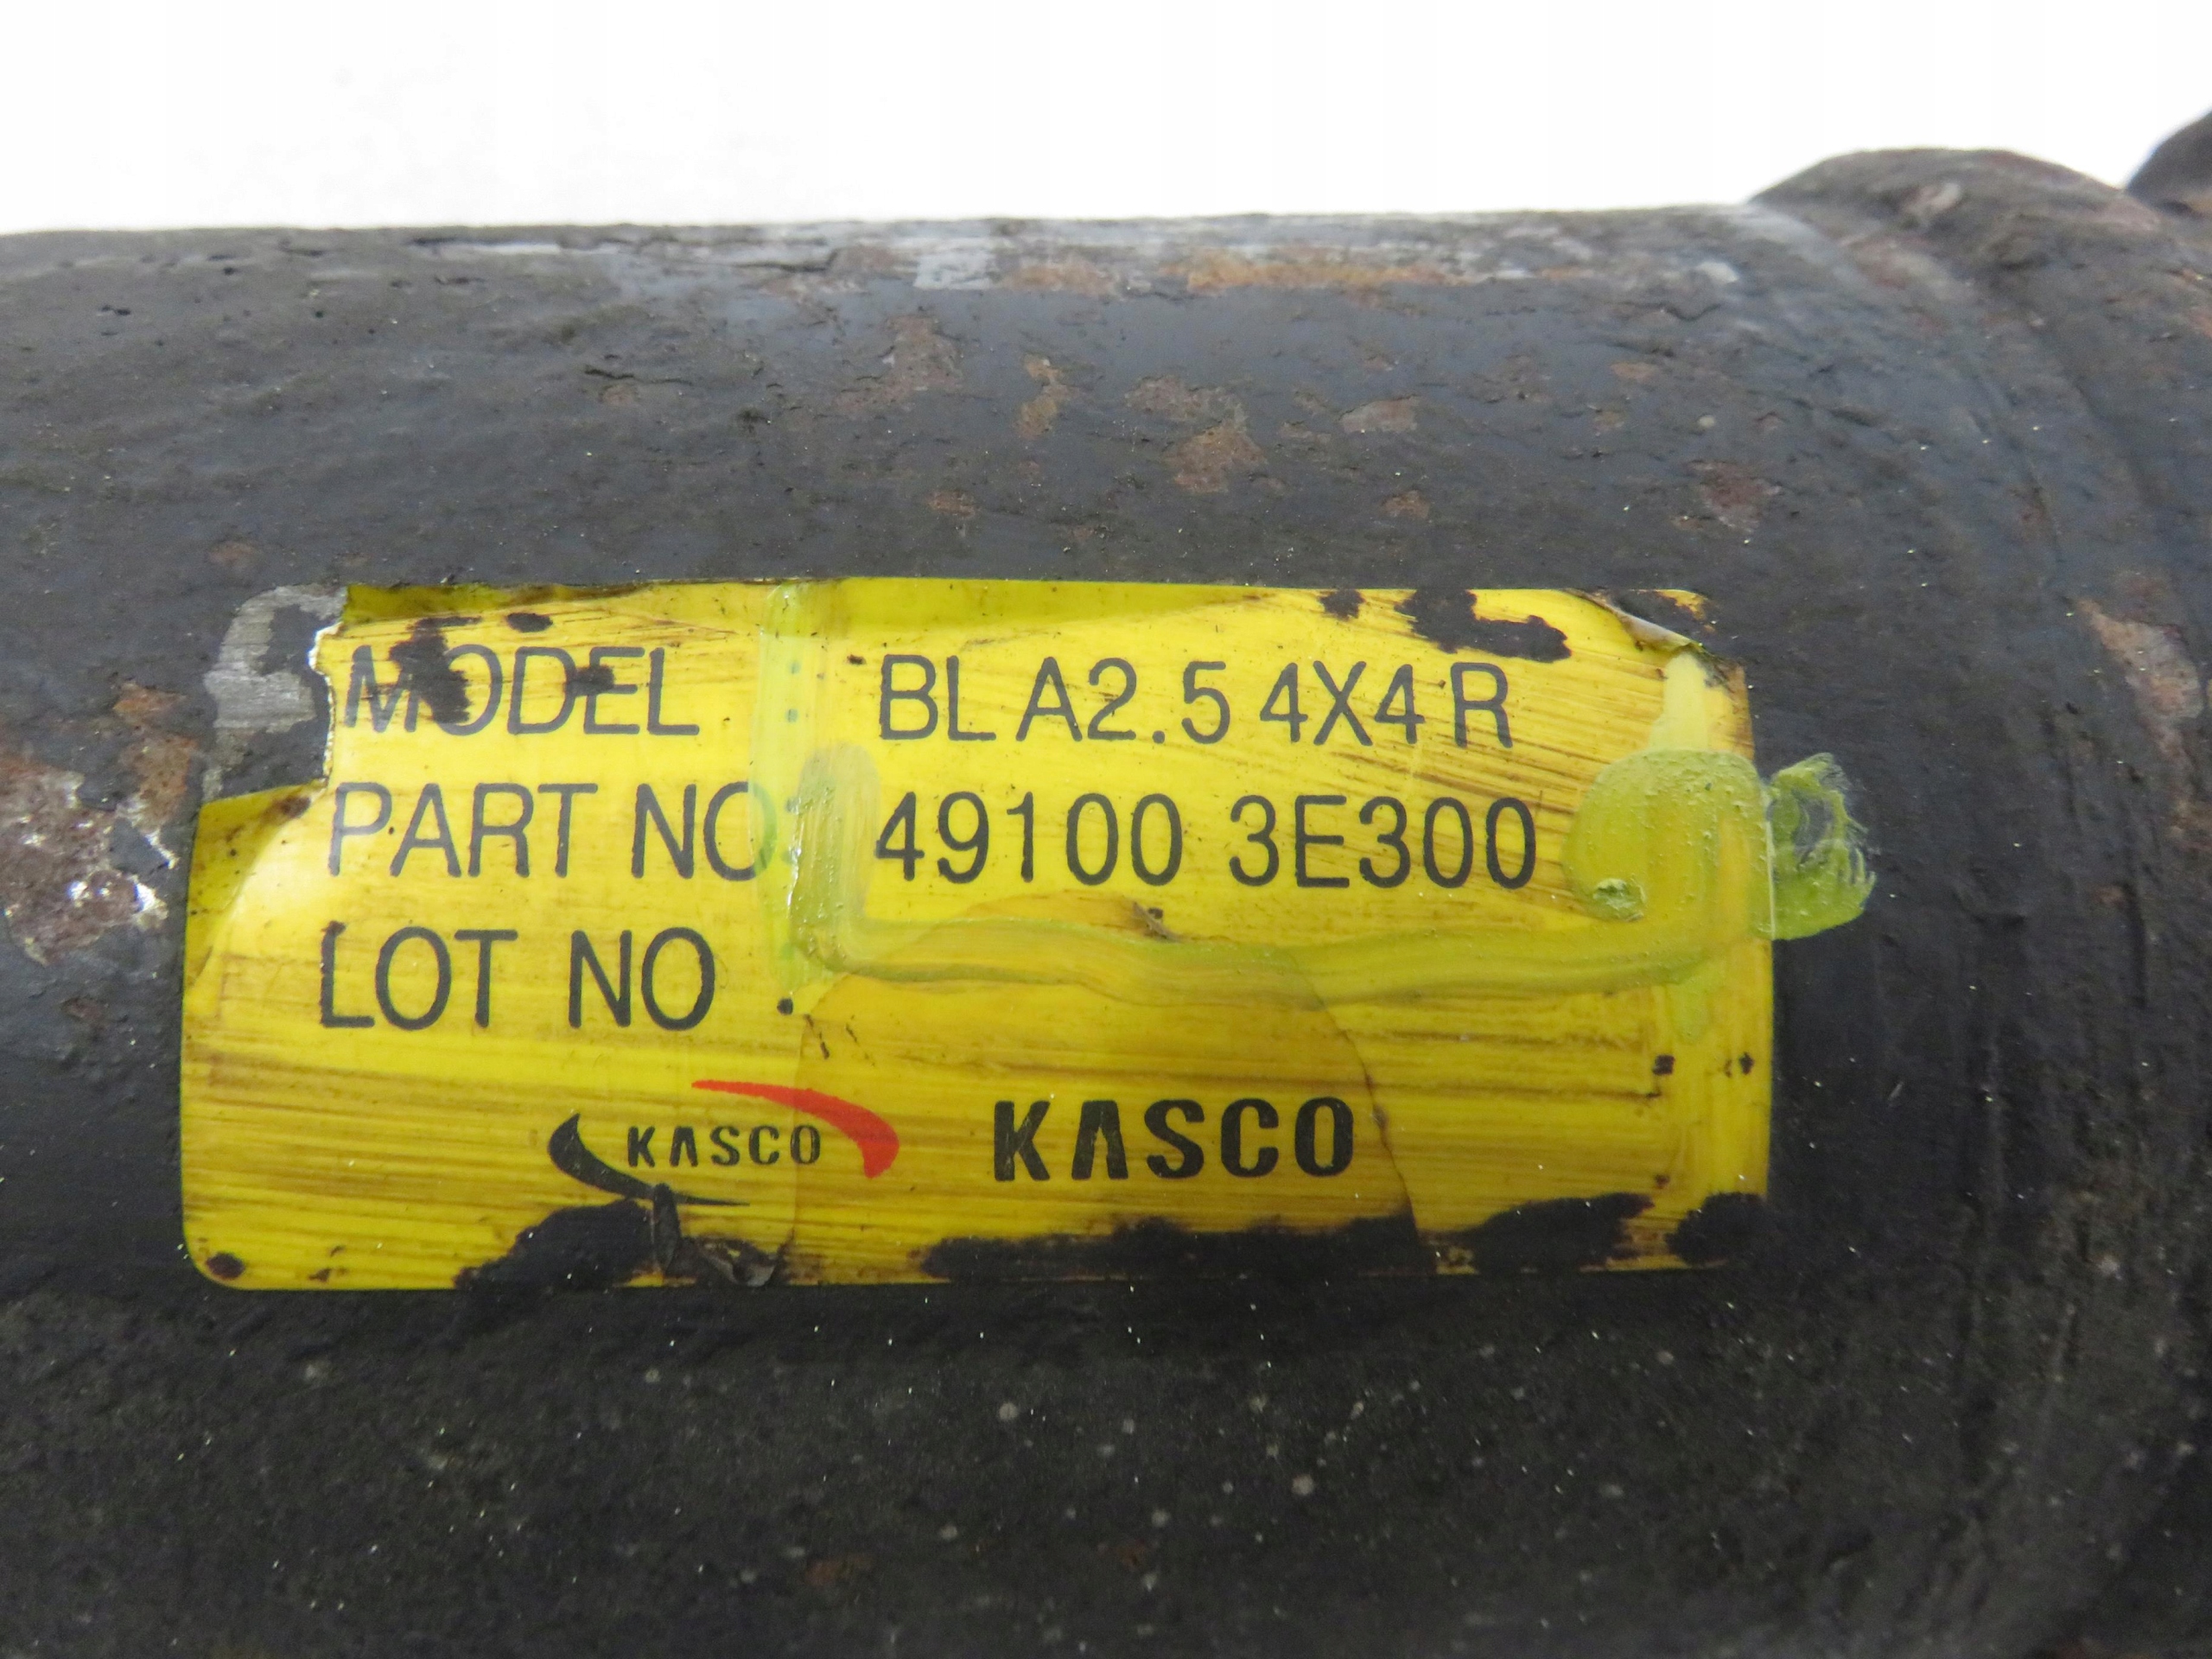 MODEL BL A2.5 4X4 R
PART NO 49100 3E300
LOT NO
KASCO KASCO